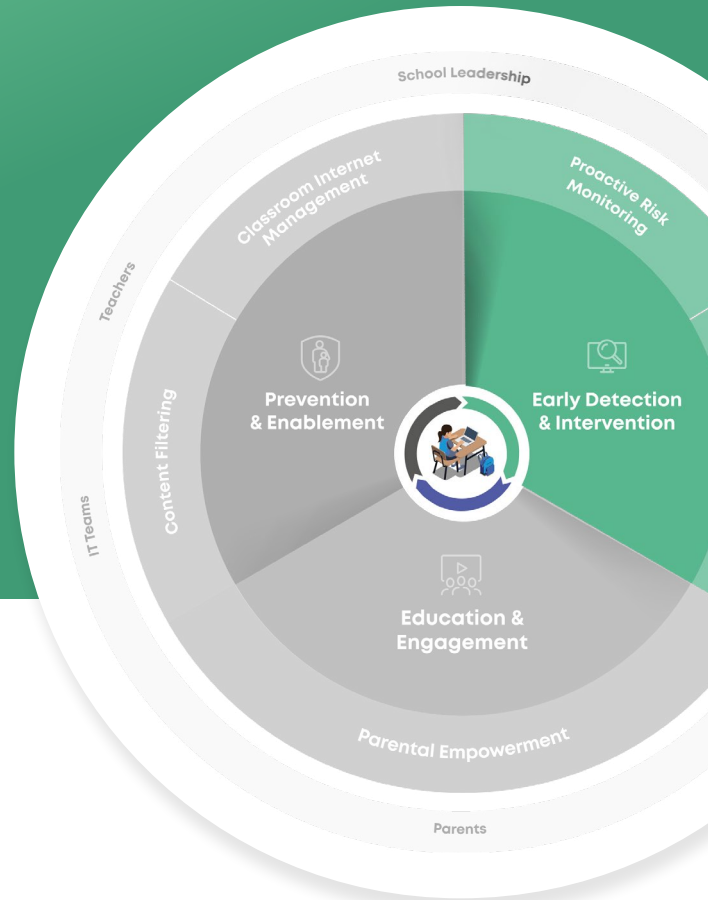 School Leadership
Classroom Internet
Management
Proactive Risk
Monitoring
Teachers
Prevention
& Enablement
Early Detection
& Intervention
Content Filtering
IT Teams
Education &
Engagement
Parental Empowerment
Parents